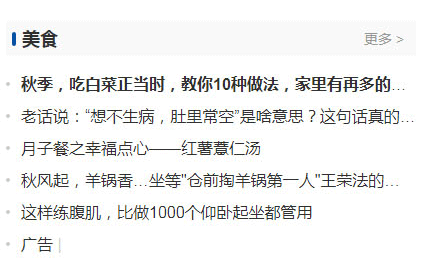 美食
更多 >
秋季，吃白菜正当时，教你10种做法，家里有再多的...
老话说：“想不生病，肚里常空”是啥意思？这句话真的...
月子餐之幸福点心——红薯薏仁汤
秋风起，羊锅香...坐等"仓前掏羊锅第一人"王荣法的...
这样练腹肌，比做1000个仰卧起坐都管用
广告 |